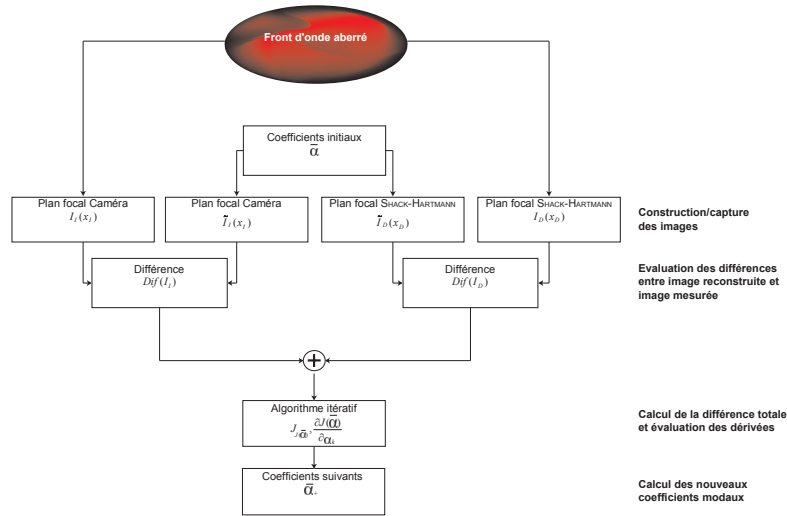 Front d'onde aberré
Coefficients initiaux
ᾱ
Plan focal Caméra
I_I(x_I)
Plan focal Caméra
Ĩ_I(x_I)
Plan focal SHACK-HARTMANN
Ĩ_D(x_D)
Plan focal SHACK-HARTMANN
I_D(x_D)
Construction/capture
des images
Différence
Dif(I_I)
Différence
Dif(I_D)
Evaluation des différences
entre image reconstruite et
image mesurée
+
Algorithme itératif
J_J(ᾱ), ∂J(ᾱ)/∂α_k
Calcul de la différence totale
et évaluation des dérivées
Coefficients suivants
ᾱ₊
Calcul des nouveaux
coefficients modaux